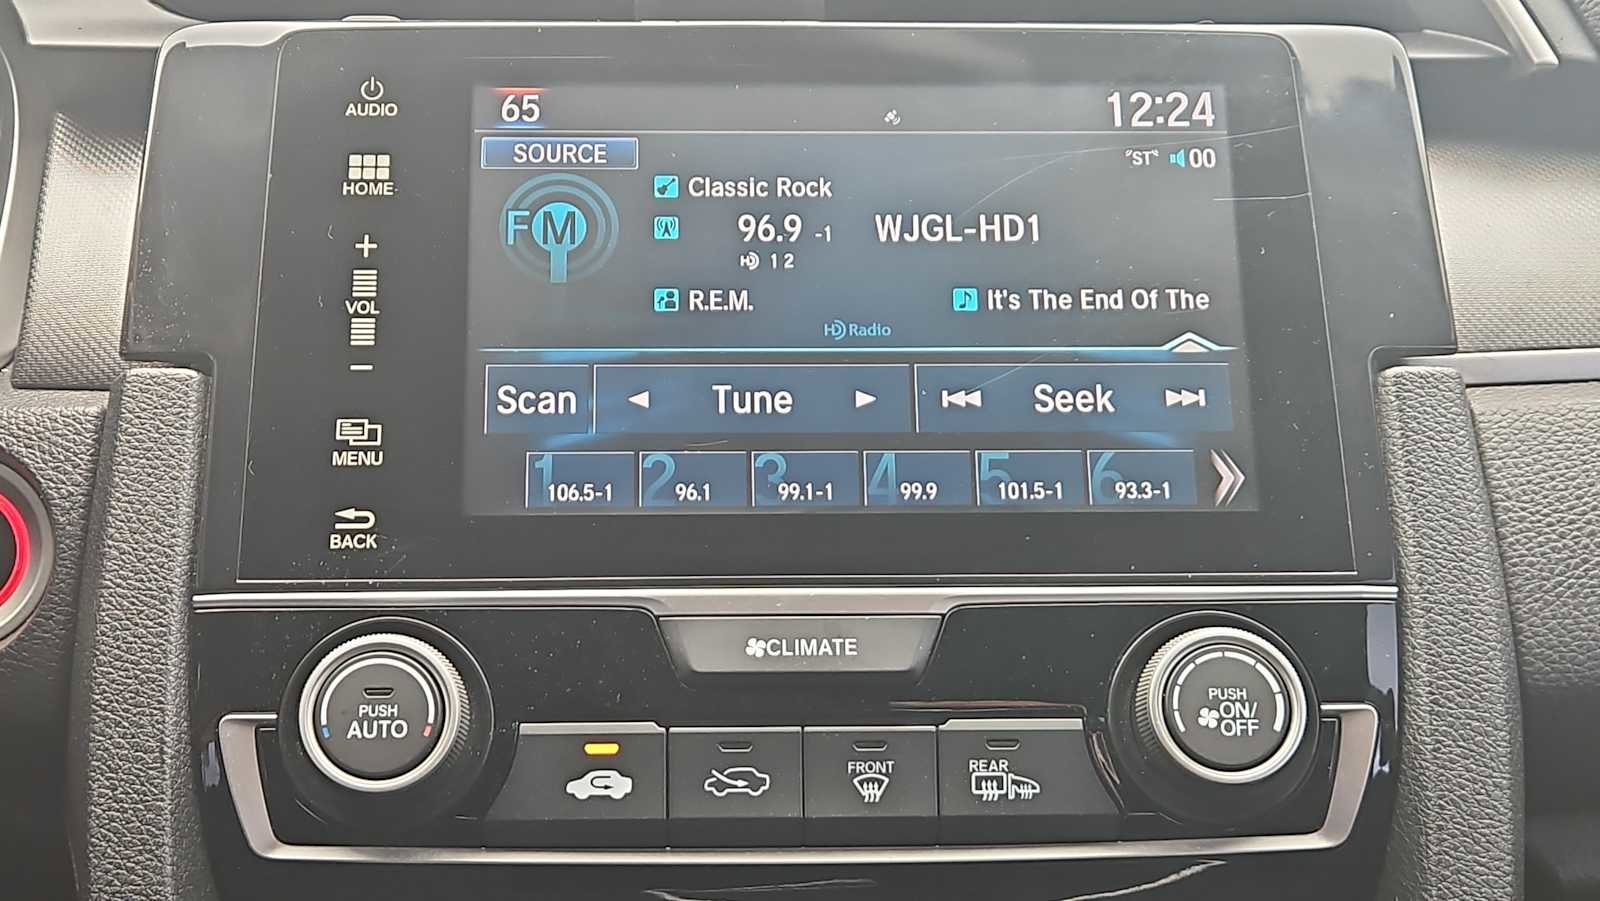 AUDIO
HOME
+
VOL
−
MENU
BACK
65
12:24
SOURCE
"ST" 00
FM
Classic Rock
96.9 -1 WJGL-HD1
HD 1 2
R.E.M.
It's The End Of The
HD Radio
Scan
Tune
Seek
1 106.5-1
2 96.1
3 99.1-1
4 99.9
5 101.5-1
6 93.3-1
CLIMATE
PUSH
AUTO
FRONT
REAR
PUSH
ON/
OFF